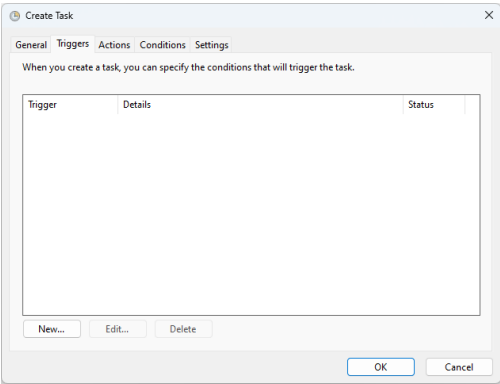 Create Task
General Triggers Actions Conditions Settings
When you create a task, you can specify the conditions that will trigger the task.
Trigger Details Status
New... Edit... Delete
OK Cancel